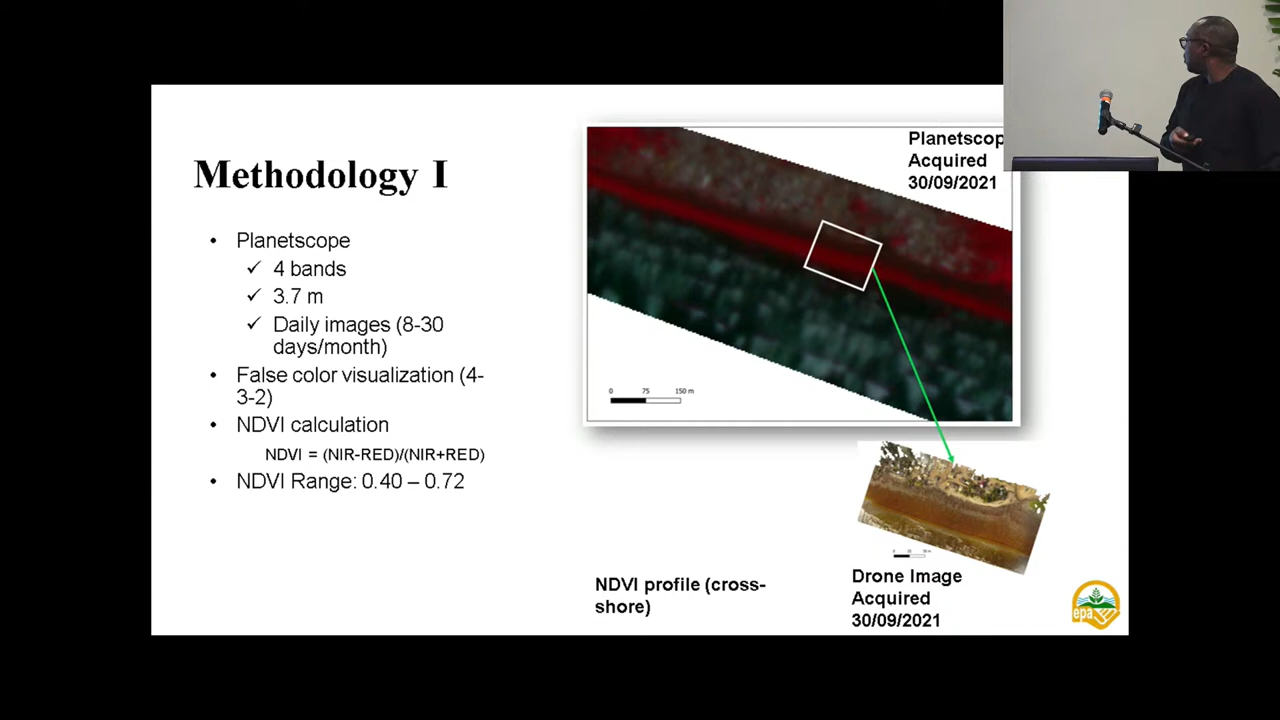 Methodology I
• Planetscope
✓ 4 bands
✓ 3.7 m
✓ Daily images (8-30
days/month)
• False color visualization (4-
3-2)
• NDVI calculation
NDVI = (NIR-RED)/(NIR+RED)
• NDVI Range: 0.40 – 0.72
Planetscop
Acquired
30/09/2021
0 75 150 m
NDVI profile (cross-
shore)
Drone Image
Acquired
30/09/2021
epa